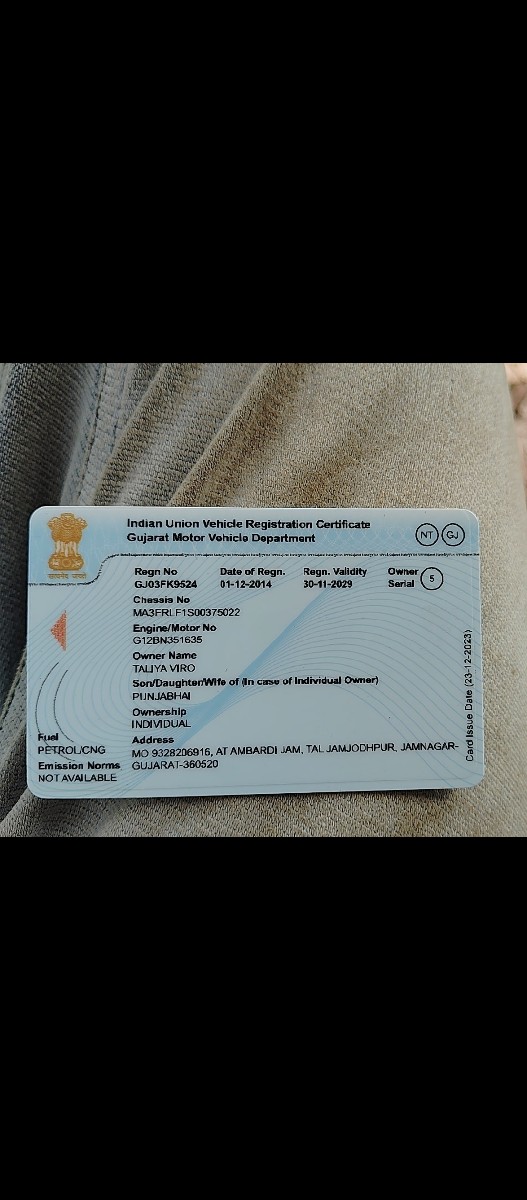 Indian Union Vehicle Registration Certificate
Gujarat Motor Vehicle Department
NT GJ
सत्यमेव जयते
Regn No Date of Regn. Regn. Validity Owner Serial 5
GJ03FK9524 01-12-2014 30-11-2029
Chassis No
MA3FRLF1S00375022
Engine/Motor No
G12BN351635
Owner Name
TALIYA VIRO
Son/Daughter/Wife of (In case of Individual Owner)
PUNJABHAI
Ownership
INDIVIDUAL
Fuel
PETROL/CNG
Emission Norms
NOT AVAILABLE
Address
MO 9328206916, AT AMBARDI JAM, TAL JAMJODHPUR, JAMNAGAR-
GUJARAT-360520
Card Issue Date (23-12-2023)